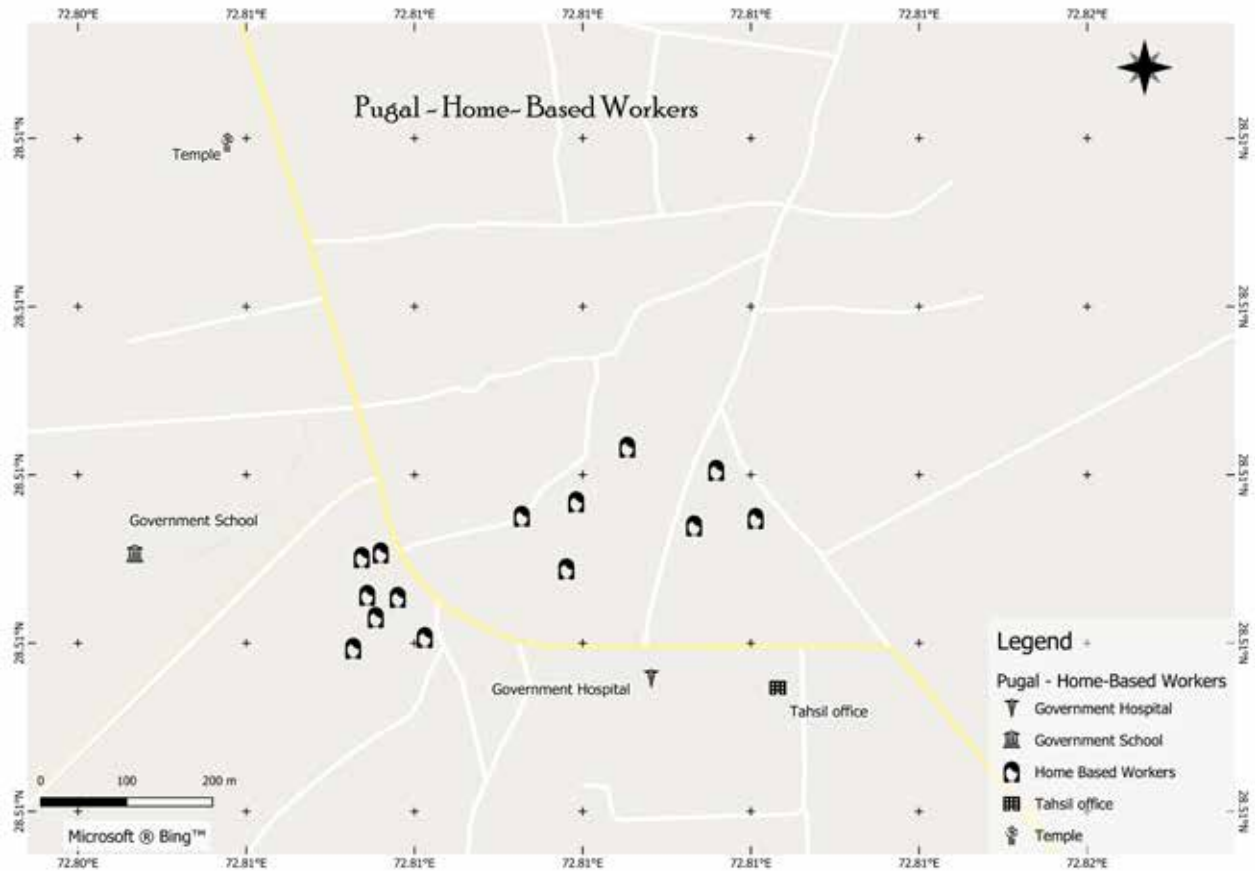 72.80°E 72.81°E 72.81°E 72.81°E 72.81°E 72.81°E 72.82°E
Pugal - Home- Based Workers
28.51°N 28.51°N
Temple
28.51°N 28.51°N
28.51°N 28.51°N
Government School
28.51°N 28.51°N
Government Hospital
Tahsil office
Legend
Pugal - Home-Based Workers
Government Hospital
Government School
Home Based Workers
Tahsil office
Temple
0 100 200 m
28.51°N 28.51°N
Microsoft ® Bing™
72.80°E 72.81°E 72.81°E 72.81°E 72.81°E 72.81°E 72.82°E